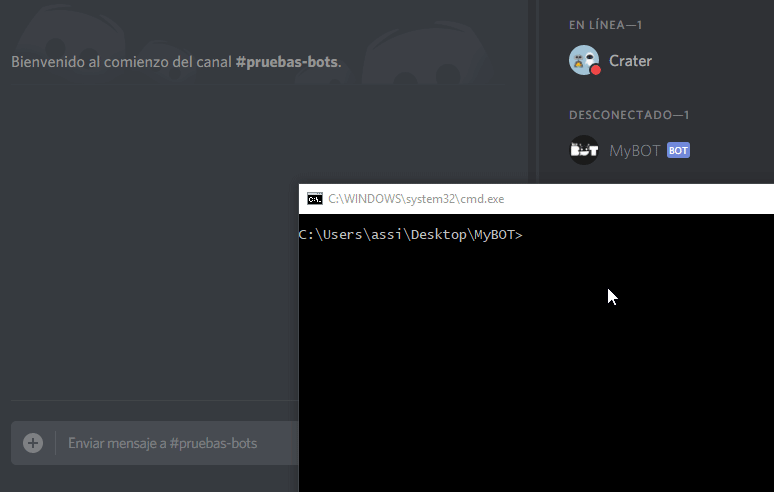 Bienvenido al comienzo del canal #pruebas-bots.
EN LÍNEA—1
Crater
DESCONECTADO—1
MyBOT BOT
C:\WINDOWS\system32\cmd.exe
C:\Users\assi\Desktop\MyBOT>
Enviar mensaje a #pruebas-bots